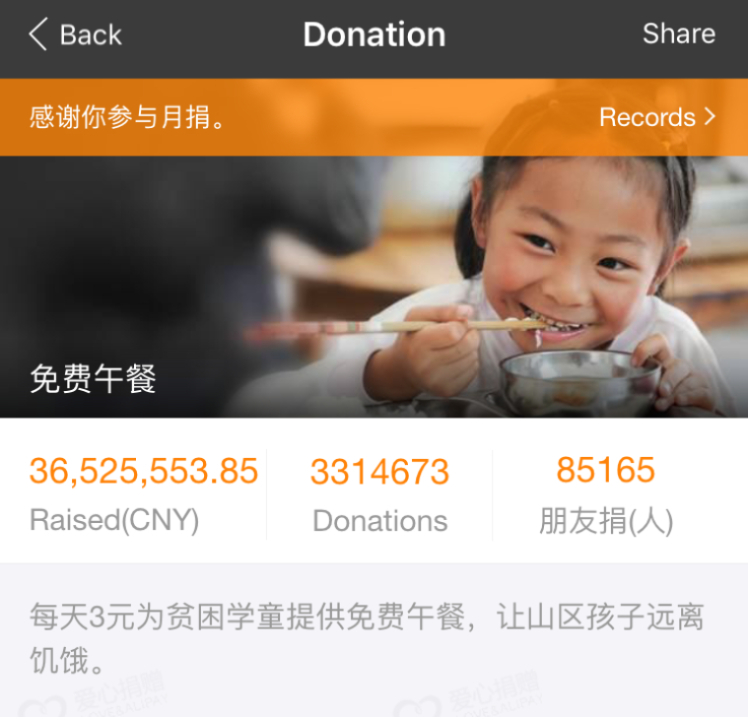 Back
Donation
Share
感谢你参与月捐。
Records
免费午餐
36,525,553.85
3314673
85165
Raised(CNY)
Donations
朋友捐(人)
每天3元为贫困学童提供免费午餐，让山区孩子远离
饥饿。
爱心捐赠
爱心捐赠